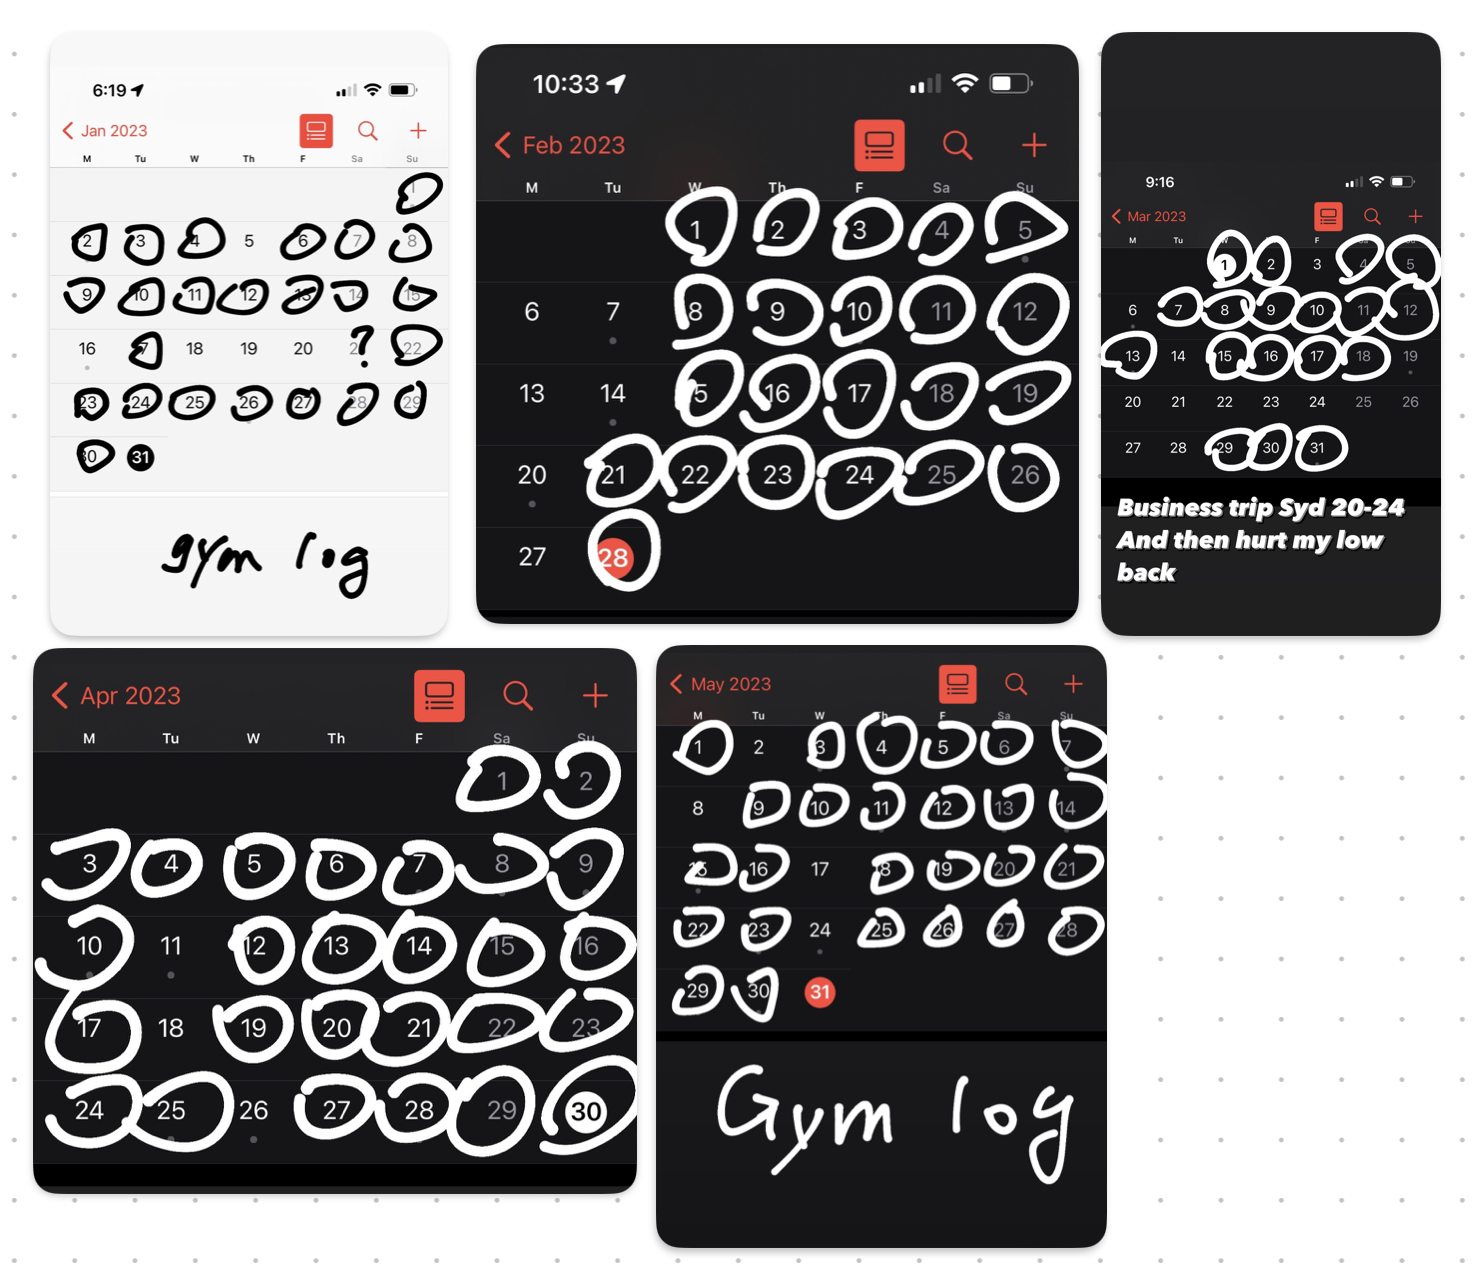 6:19
Jan 2023
M Tu W Th F Sa Su
1
2 3 4 5 6 7 8
9 10 11 12 13 14 15
16 17 18 19 20 ? 22
23 24 25 26 27 28 29
30 31
gym log
10:33
Feb 2023
M Tu W Th F Sa Su
1 2 3 4 5
6 7 8 9 10 11 12
13 14 15 16 17 18 19
20 21 22 23 24 25 26
27 28
9:16
Mar 2023
M Tu W F Sa Su
1 2 3 4 5
6 7 8 9 10 11 12
13 14 15 16 17 18 19
20 21 22 23 24 25 26
27 28 29 30 31
Business trip Syd 20-24
And then hurt my low
back
Apr 2023
M Tu W Th F Sa Su
1 2
3 4 5 6 7 8 9
10 11 12 13 14 15 16
17 18 19 20 21 22 23
24 25 26 27 28 29 30
May 2023
M Tu W Th F Sa Su
1 2 3 4 5 6 7
8 9 10 11 12 13 14
15 16 17 18 19 20 21
22 23 24 25 26 27 28
29 30 31
Gym log